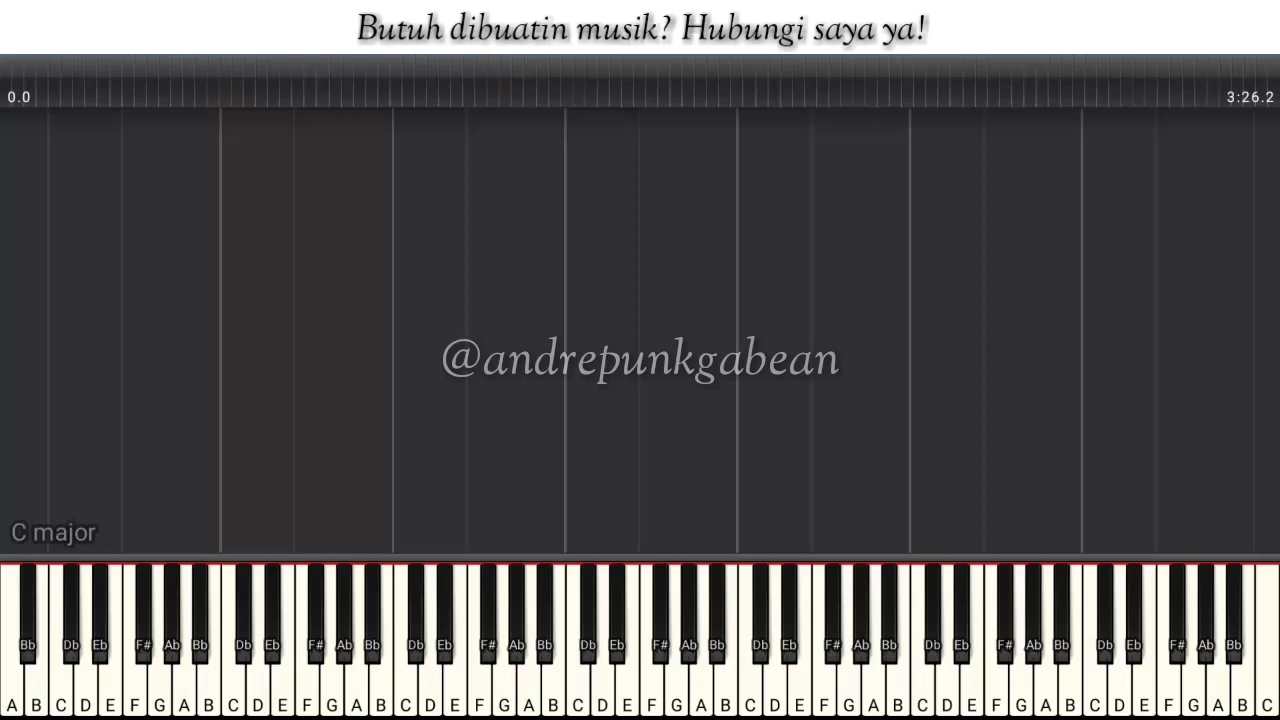 Butuh dibuatin musik? Hubungi saya ya!
0.0 3:26.2
@andrepunkgabean
C major
Bb Db Eb F# Ab Bb Db Eb F# Ab Bb Db Eb F# Ab Bb Db Eb F# Ab Bb Db Eb F# Ab Bb Db Eb F# Ab Bb Db Eb F# Ab Bb
A B C D E F G A B C D E F G A B C D E F G A B C D E F G A B C D E F G A B C D E F G A B C D E F G A B C